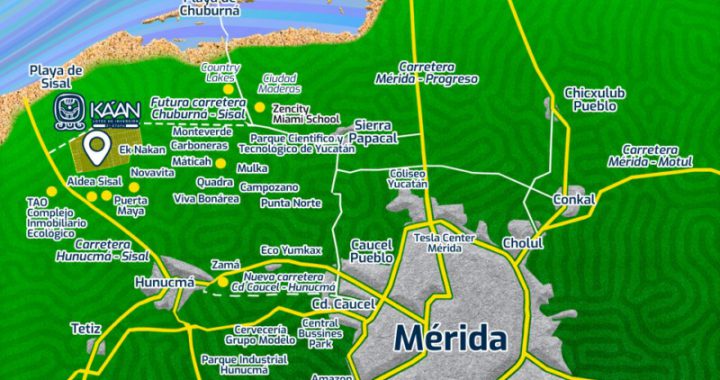 Playa de
Chuburná
Playa de
Sisal
KA'AN
Country
Lakes
Ciudad
Maderas
Carretera
Mérida - Progreso
Chicxulub
Pueblo
Futura carretera
Chuburná - Sisal
Zencity
Miami School
Monteverde
Carboneras
Parque Científico y
Tecnológico de Yucatán
Sierra
Papacal
Ek Nakan
Máticah
Mulka
Carretera
Mérida - Motul
Novavita
Aldea Sisal
Quadra
Campozano
Coliseo
Yucatán
Puerta
Maya
Viva Bonárea
Punta Norte
Conkal
TAO
Complejo
Inmobiliario
Ecológico
Carretera
Hunucmá - Sisal
Eco Yumkax
Caucel
Pueblo
Tesla Center
Mérida
Cholul
Zamá
Hunucmá
Nueva carretera
Cd Caucel - Hunucmá
Cd. Caucel
Tetiz
Cervecería
Grupo Modelo
Central
Bussines
Park
Mérida
Parque Industrial
Hunucma
Amazon